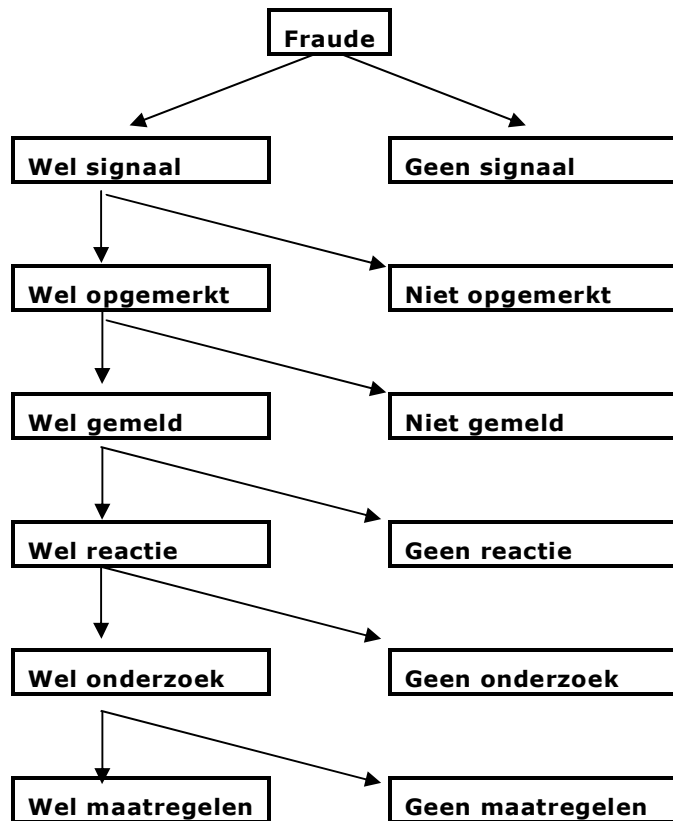 Fraude
Wel signaal
Geen signaal
Wel opgemerkt
Niet opgemerkt
Wel gemeld
Niet gemeld
Wel reactie
Geen reactie
Wel onderzoek
Geen onderzoek
Wel maatregelen
Geen maatregelen